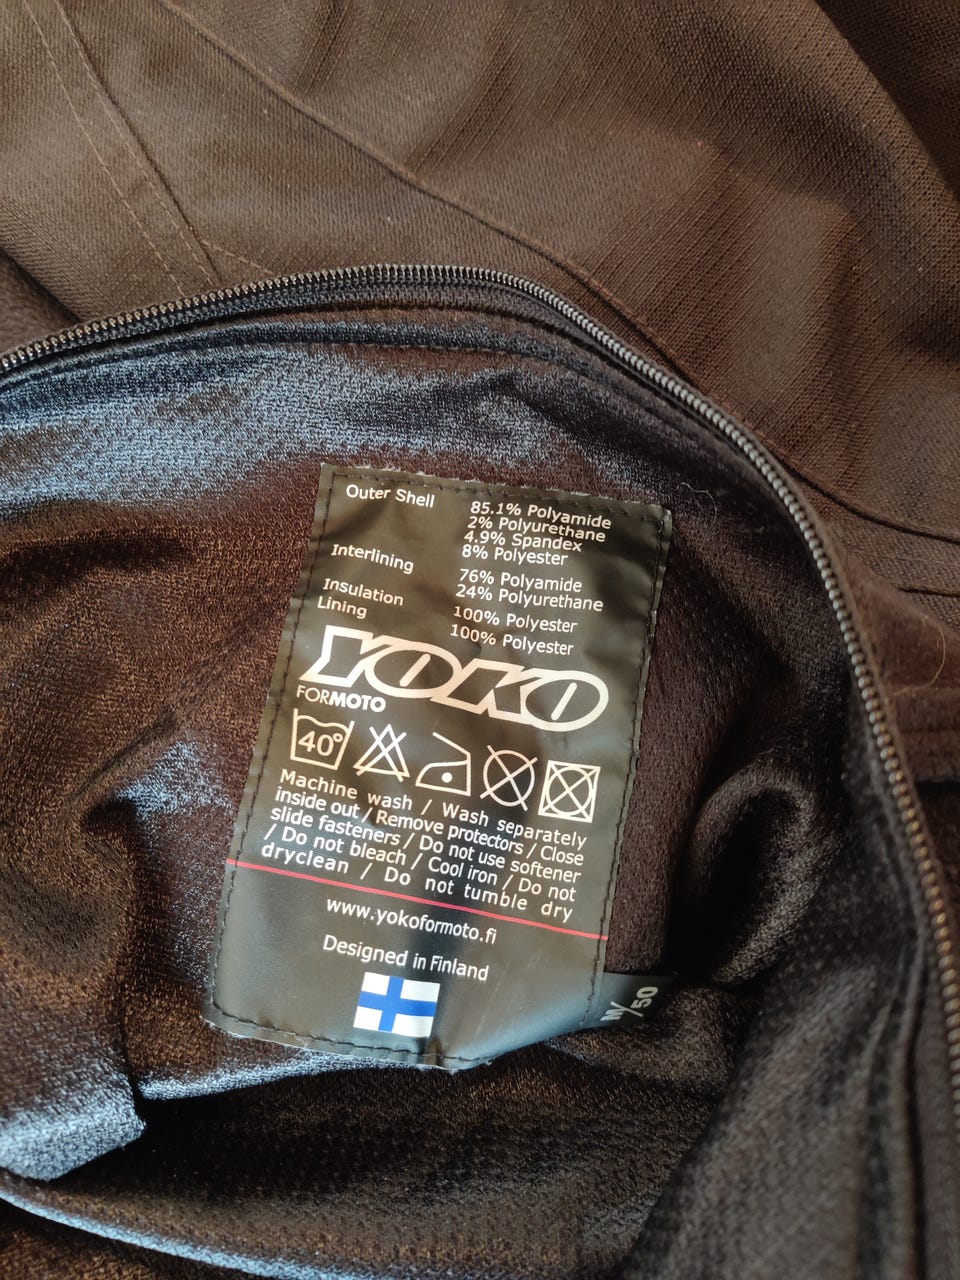 Outer Shell 85.1% Polyamide
2% Polyurethane
4.9% Spandex
8% Polyester
Interlining 76% Polyamide
24% Polyurethane
Insulation 100% Polyester
Lining 100% Polyester
YOKO
FORMOTO
40°
Machine wash / Wash separately
inside out / Remove protectors / Close
slide fasteners / Do not use softener
/ Do not bleach / Cool iron / Do not
dryclean / Do not tumble dry
www.yokoformoto.fi
Designed in Finland
M/50